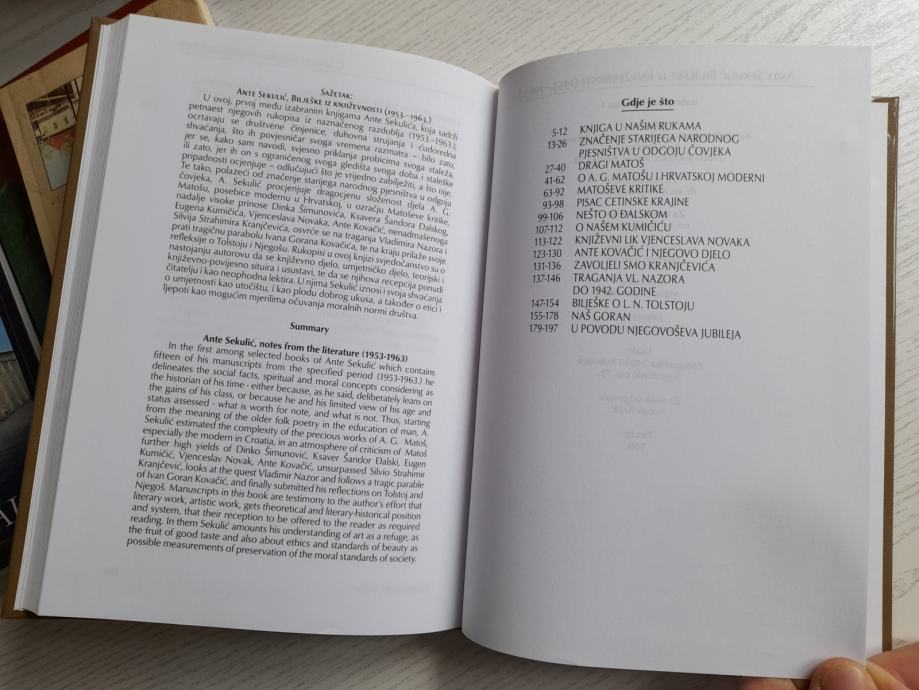 SAŽETAK:
ANTE SEKULIĆ, BILJEŠKE IZ KNJIŽEVNOSTI (1953.-1963.)
U ovoj, prvoj među izabranim knjigama Ante Sekulića, koja sadrži
petnaest njegovih rukopisa iz naznačenog razdoblja (1953.-1963.),
ocrtavaju se društvene činjenice, duhovna strujanja i ćudoredna
shvaćanja, što ih povjesničar svoga vremena razmatra – bilo zato,
jer se, kako sam navodi, svjesno priklanja probicima svoga staleža,
ili zato, jer ih on s ograničenog svoga gledišta svoga doba i staleške
pripadnosti ocjenjuje - odlučujući što je vrijedno zabilježiti, a što nije.
Te tako, polazeći od značenje starijeg narodnog pjesništva u odgoju
čovjeka, A. Sekulić procjenjuje dragocjenu složenost djela A. G.
Matošu, posebice moderni u Hrvatskoj, u ozračju Matoševe kritike,
nadalje visoke prinose Dinka Šimunovića, Ksavera Šandora Đalskog,
Eugena Kumičića, Vjenceslava Novaka, Ante Kovačić, nenadmašenoga
Silvija Strahimira Kranjčevića, osvrće se na traganja Vladimira Nazora i
prati tragičnu parabolu Ivana Gorana Kovačića, te na kraju prilaže svoje
refleksije o Tolstoju i Njegošu. Rukopisi u ovoj knjizi svjedočanstvo su o
nastojanju autorovu da se književno djelo, umjetničko djelo, teorijski i
književno-povijesno situira i usustavi, te da se njihova recepcija ponudi
čitatelju i kao neophodna lektira. U njima Sekulić iznosi i svoja shvaćanja
o umjetnosti kao utočištu, i kao plodu dobrog ukusa, a također o etici i
ljepoti kao mogućim mjerilima očuvanja moralnih normi društva.
Summary
Ante Sekulić, notes from the literature (1953-1963)
In the first among selected books of Ante Sekulić which contains
fifteen of his manuscripts from the specified period (1953-1963.) he
delineates the social facts, spiritual and moral concepts considering as
the historian of his time - either because, as he said, deliberately leans on
the gains of his class, or because he and his limited view of his age and
status assessed - what is worth for note, and what is not. Thus, starting
from the meaning of the older folk poetry in the education of man, A.
Sekulić estimated the complexity of the precious works of A. G. Matoš,
especially the modern in Croatia, in an atmosphere of criticism of Matoš
further high yields of Dinko Šimunović, Ksaver Šandor Đalski, Eugen
Kumičić, Vjenceslav Novak, Ante Kovačić, unsurpassed Silvio Strahimir
Kranjčević, looks at the quest Vladimir Nazor and follows a tragic parable
of Ivan Goran Kovačić, and finally submitted his reflections on Tolstoj and
Njegoš. Manuscripts in this book are testimony to the author's effort that
literary work, artistic work, gets theoretical and literary-historical position
and system, that their reception to be offered to the reader as required
reading. In them Sekulić amounts his understanding of art as a refuge, as
the fruit of good taste and also about ethics and standards of beauty as
possible measurements of preservation of the moral standards of society.
Gdje je što
5-12 KNJIGA U NAŠIM RUKAMA
13-26 ZNAČENJE STARIJEGA NARODNOG
PJESNIŠTVA U ODGOJU ČOVJEKA
27-40 DRAGI MATOŠ
41-62 O A. G. MATOŠU I HRVATSKOJ MODERNI
63-92 MATOŠEVE KRITIKE
93-98 PISAC CETINSKE KRAJINE
99-106 NEŠTO O ĐALSKOM
107-112 O NAŠEM KUMIČIĆU
113-122 KNJIŽEVNI LIK VJENCESLAVA NOVAKA
123-130 ANTE KOVAČIĆ I NJEGOVO DJELO
131-136 ZAVOLJELI SMO KRANJČEVIĆA
137-146 TRAGANJA VL. NAZORA
DO 1942. GODINE
147-154 BILJEŠKE O L. N. TOLSTOJU
155-178 NAŠ GORAN
179-197 U POVODU NJEGOVOŠEVA JUBILEJA